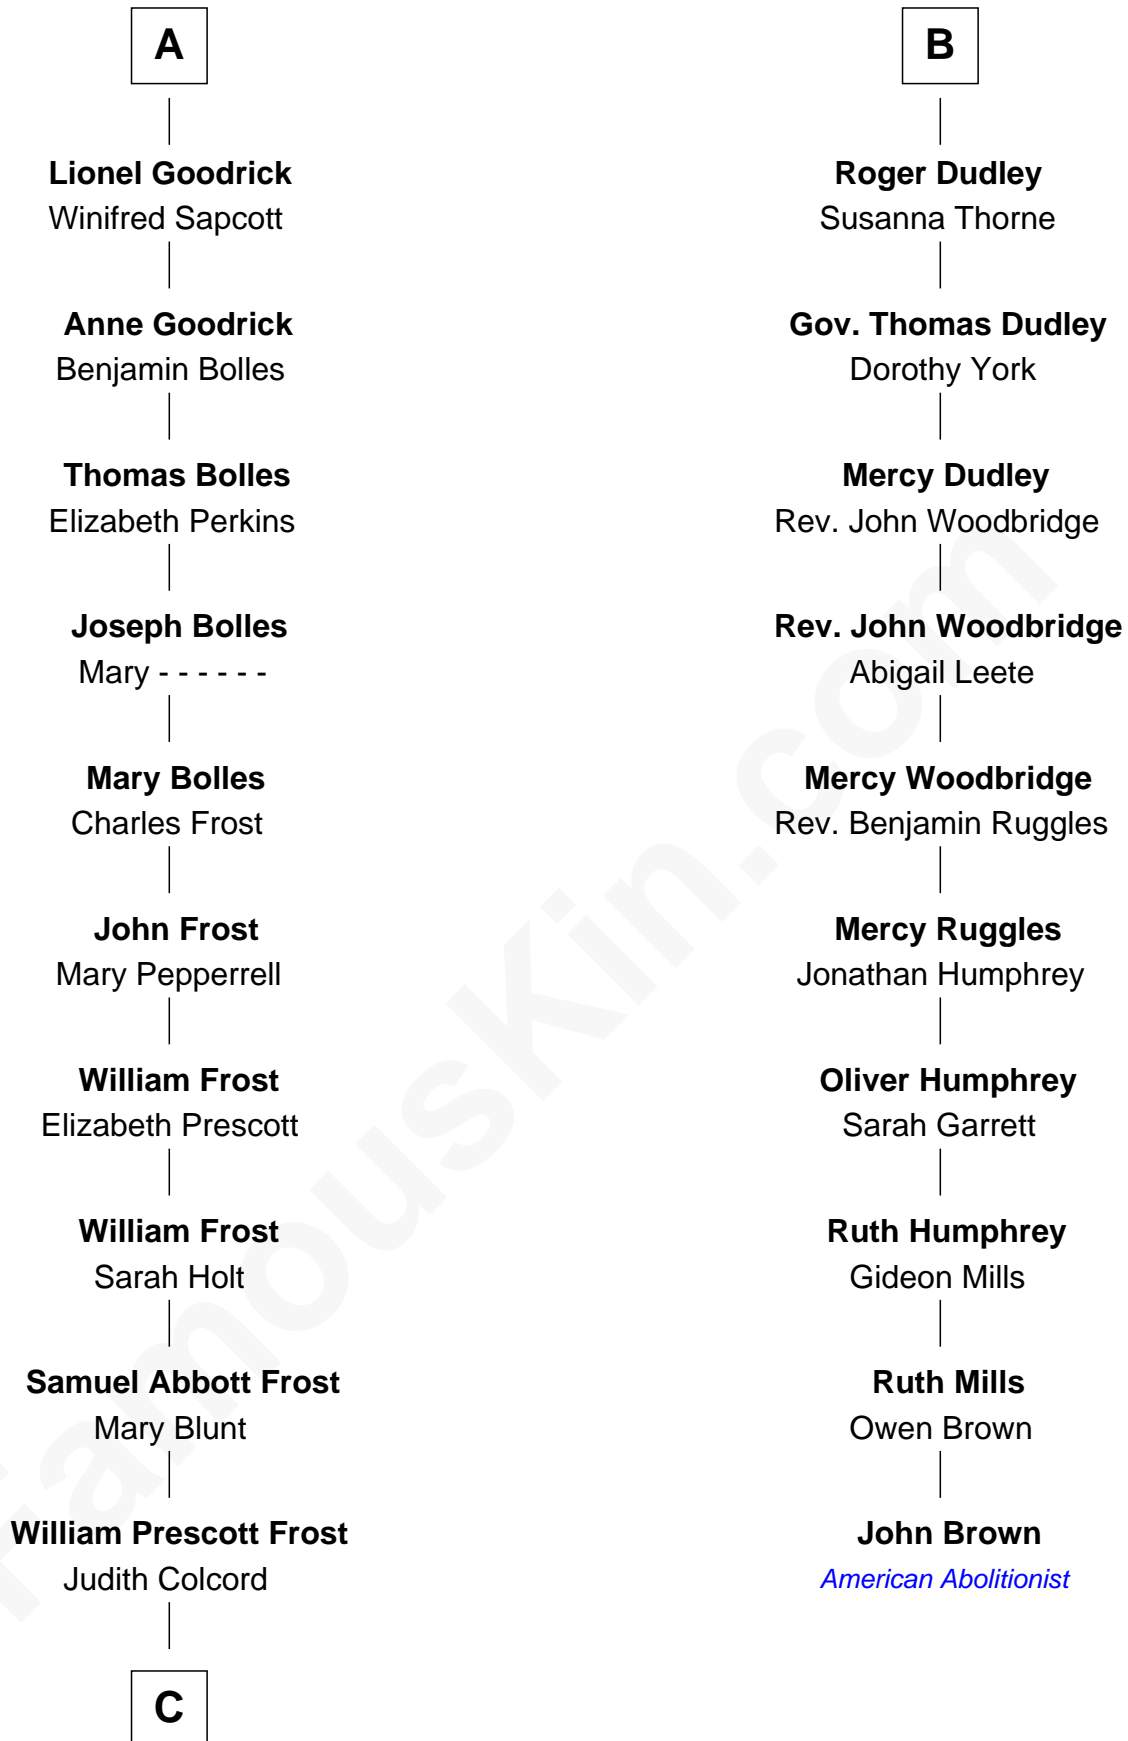 A
Lionel Goodrick
Winifred Sapcott
Anne Goodrick
Benjamin Bolles
Thomas Bolles
Elizabeth Perkins
Joseph Bolles
Mary - - - - - -
Mary Bolles
Charles Frost
John Frost
Mary Pepperrell
William Frost
Elizabeth Prescott
William Frost
Sarah Holt
Samuel Abbott Frost
Mary Blunt
William Prescott Frost
Judith Colcord
C
B
Roger Dudley
Susanna Thorne
Gov. Thomas Dudley
Dorothy York
Mercy Dudley
Rev. John Woodbridge
Rev. John Woodbridge
Abigail Leete
Mercy Woodbridge
Rev. Benjamin Ruggles
Mercy Ruggles
Jonathan Humphrey
Oliver Humphrey
Sarah Garrett
Ruth Humphrey
Gideon Mills
Ruth Mills
Owen Brown
John Brown
American Abolitionist
FamousKin.com